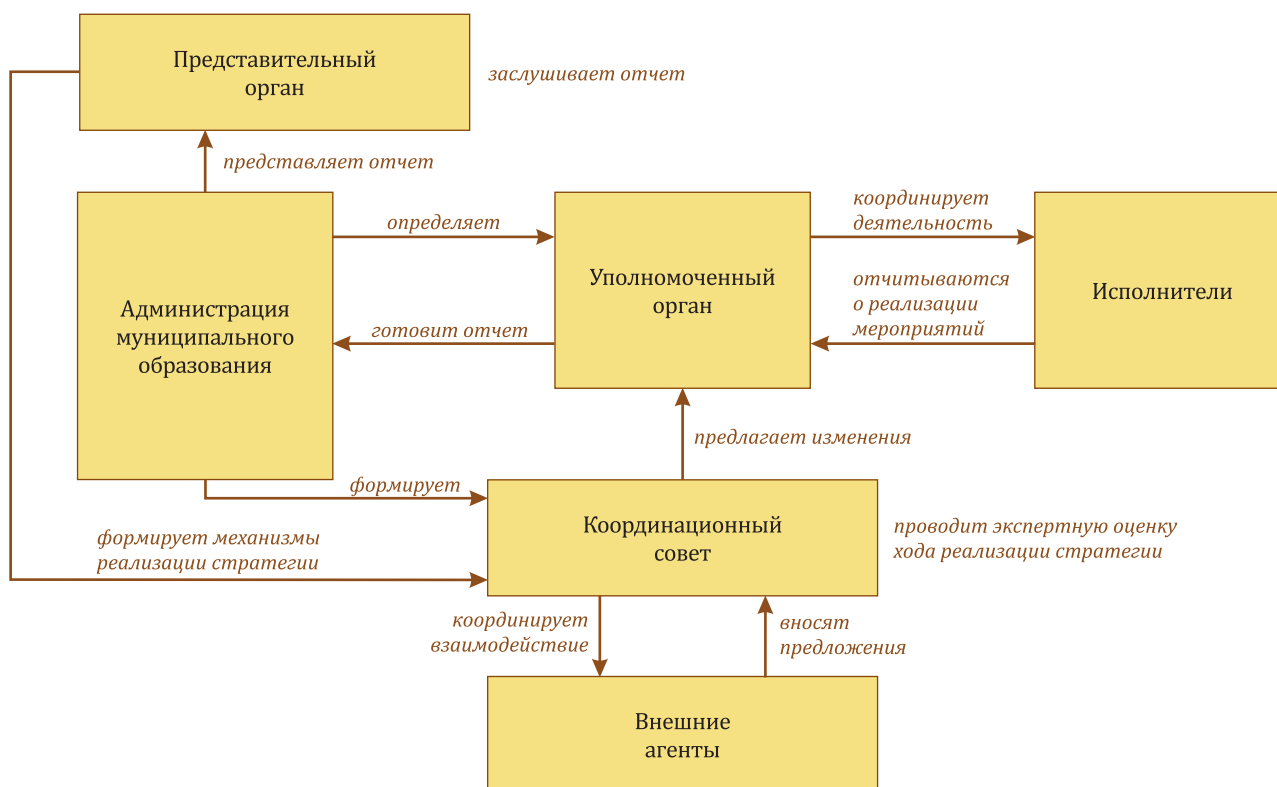 Представительный
орган
заслушивает отчет
представляет отчет
Администрация
муниципального
образования
определяет
готовит отчет
Уполномоченный
орган
координирует
деятельность
отчитываются
о реализации
мероприятий
Исполнители
предлагает изменения
формирует
формирует механизмы
реализации стратегии
Координационный
совет
проводит экспертную оценку
хода реализации стратегии
координирует
взаимодействие
вносят
предложения
Внешние
агенты